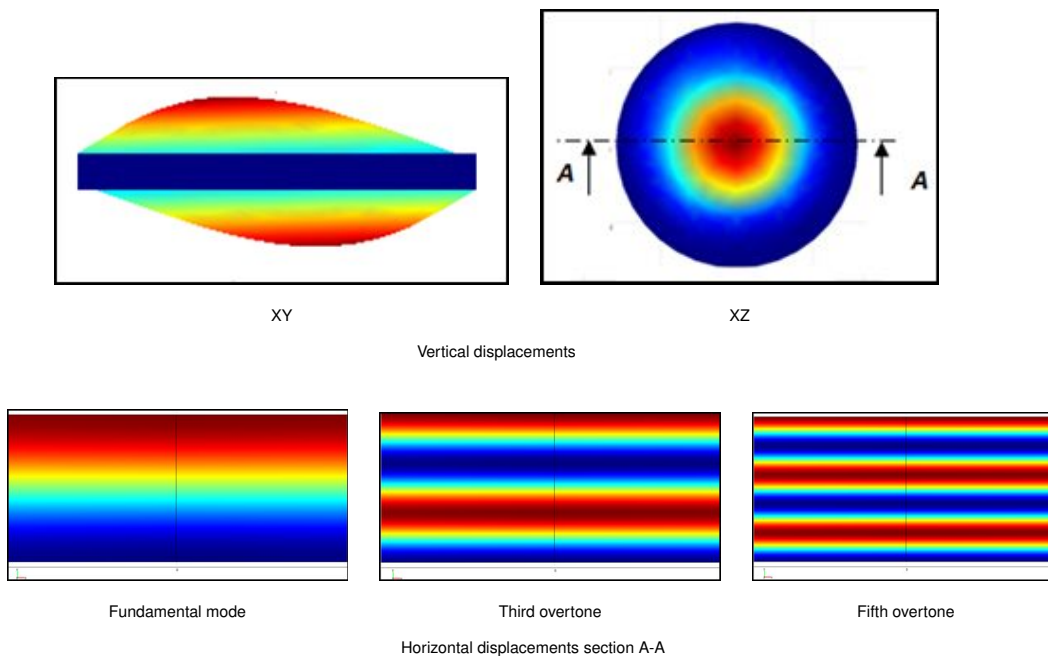 A A
XY XZ
Vertical displacements
Fundamental mode Third overtone Fifth overtone
Horizontal displacements section A-A